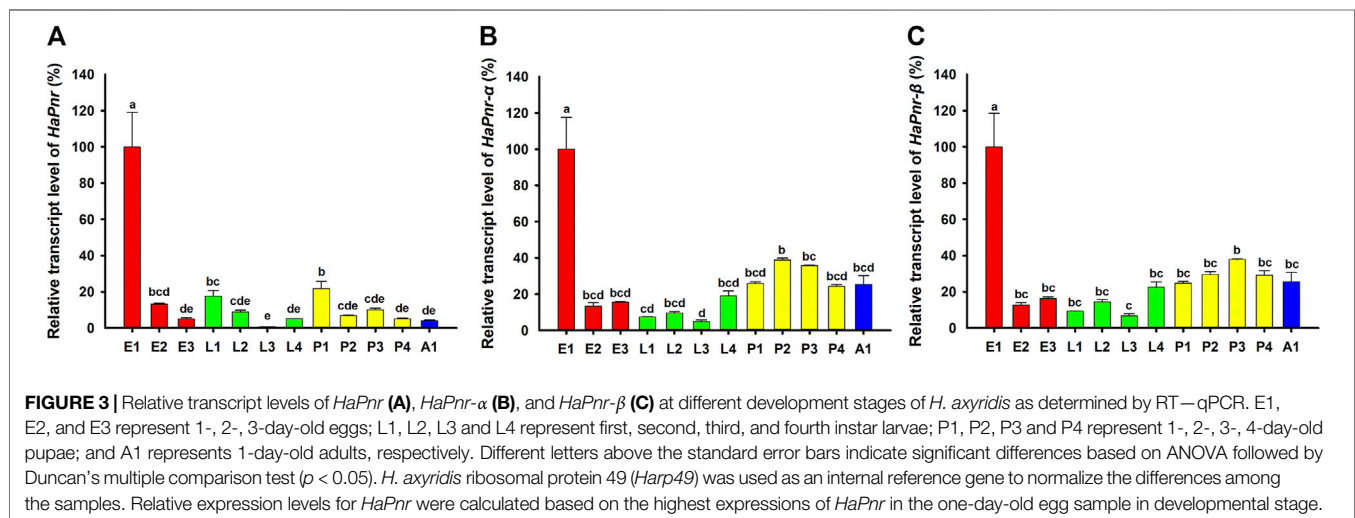 A
Relative transcript level of HaPnr (%)
140
120
100
80
60
40
20
0
a
bcd
de
bc
cde
e
de
b
cde
cde
de
de
E1 E2 E3 L1 L2 L3 L4 P1 P2 P3 P4 A1
B
Relative transcript level of HaPnr-α (%)
140
120
100
80
60
40
20
0
a
bcd
bcd
cd
bcd
d
bcd
bcd
b
bc
bcd
bcd
E1 E2 E3 L1 L2 L3 L4 P1 P2 P3 P4 A1
C
Relative transcript level of HaPnr-β (%)
140
120
100
80
60
40
20
0
a
bc
bc
bc
bc
c
bc
bc
bc
b
bc
bc
E1 E2 E3 L1 L2 L3 L4 P1 P2 P3 P4 A1
FIGURE 3 | Relative transcript levels of HaPnr (A), HaPnr-α (B), and HaPnr-β (C) at different development stages of H. axyridis as determined by RT—qPCR. E1,
E2, and E3 represent 1-, 2-, 3-day-old eggs; L1, L2, L3 and L4 represent first, second, third, and fourth instar larvae; P1, P2, P3 and P4 represent 1-, 2-, 3-, 4-day-old
pupae; and A1 represents 1-day-old adults, respectively. Different letters above the standard error bars indicate significant differences based on ANOVA followed by
Duncan's multiple comparison test (p < 0.05). H. axyridis ribosomal protein 49 (Harp49) was used as an internal reference gene to normalize the differences among
the samples. Relative expression levels for HaPnr were calculated based on the highest expressions of HaPnr in the one-day-old egg sample in developmental stage.